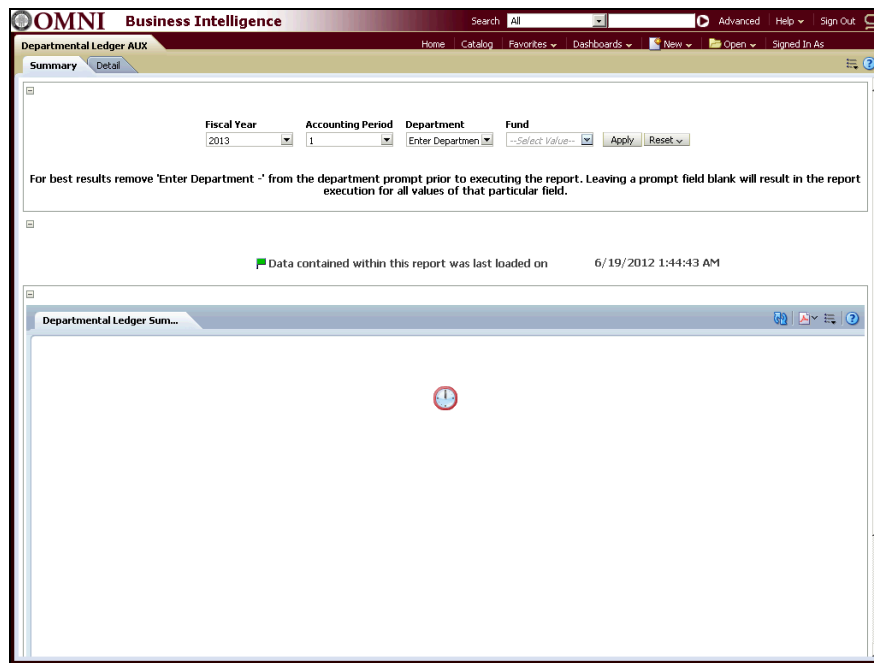 OMNI Business Intelligence Search All Advanced Help Sign Out
Departmental Ledger AUX Home Catalog Favorites Dashboards New Open Signed In As
Summary Detail
Fiscal Year Accounting Period Department Fund
2013 1 Enter Departmen --Select Value-- Apply Reset
For best results remove 'Enter Department -' from the department prompt prior to executing the report. Leaving a prompt field blank will result in the report
execution for all values of that particular field.
Data contained within this report was last loaded on 6/19/2012 1:44:43 AM
Departmental Ledger Sum...